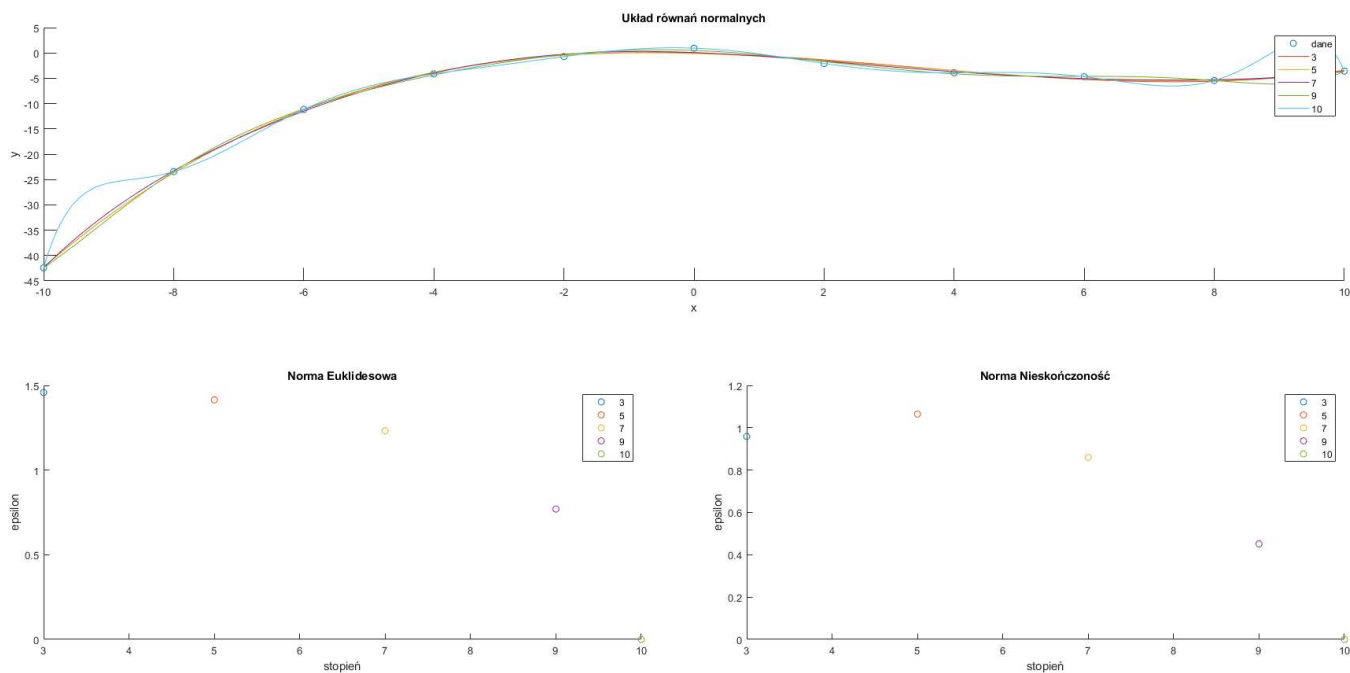 Układ równań normalnych
5
0
-5
-10
-15
-20
-25
-30
-35
-40
-45
y
-10 -8 -6 -4 -2 0 2 4 6 8 10
x
dane
3
5
7
9
10
Norma Euklidesowa
1.5
1
0.5
0
epsilon
3 4 5 6 7 8 9 10
stopień
3
5
7
9
10
Norma Nieskończoność
1.2
1
0.8
0.6
0.4
0.2
0
epsilon
3 4 5 6 7 8 9 10
stopień
3
5
7
9
10